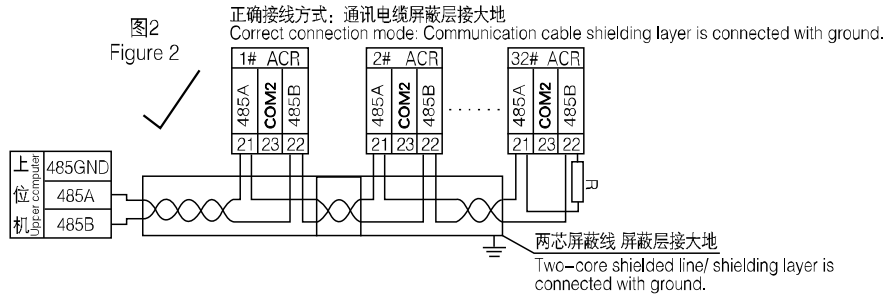 正确接线方式：通讯电缆屏蔽层接大地
Correct connection mode: Communication cable shielding layer is connected with ground.
图2
Figure 2
1# ACR
485A
COM2
485B
21 23 22
2# ACR
485A
COM2
485B
21 23 22
32# ACR
485A
COM2
485B
21 23 22
R
上位机
Upper computer
485GND
485A
485B
两芯屏蔽线 屏蔽层接大地
Two-core shielded line/ shielding layer is
connected with ground.